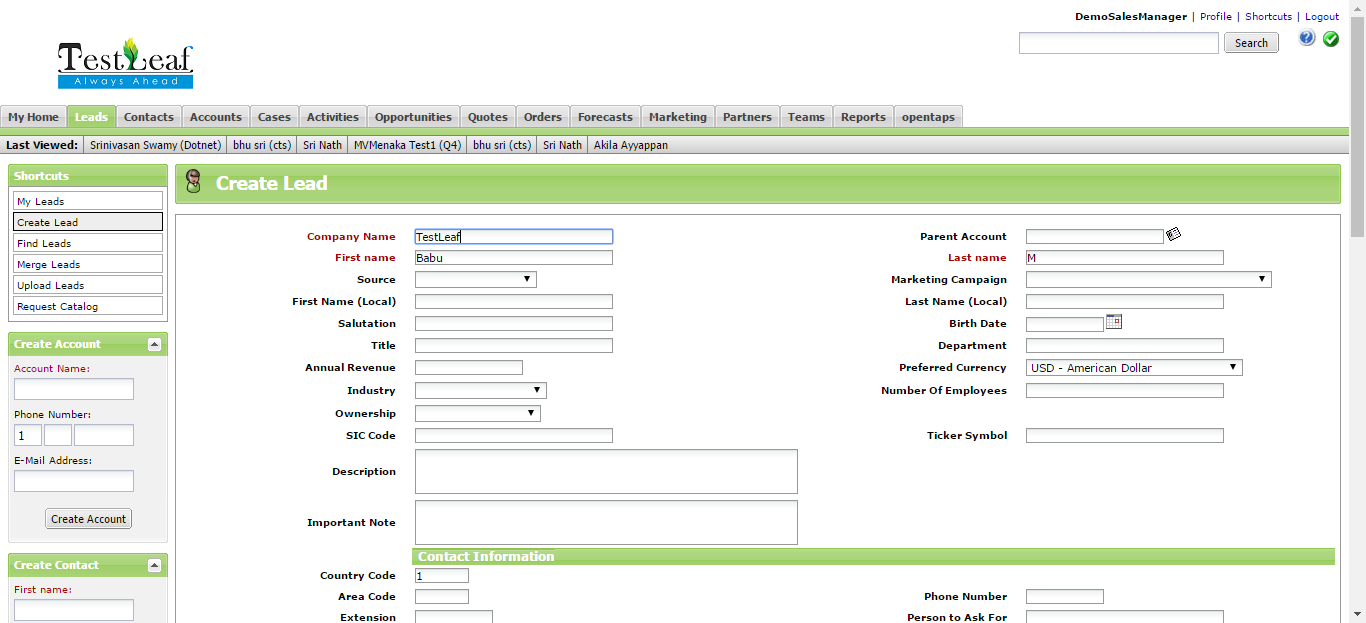 DemoSalesManager | Profile | Shortcuts | Logout
Search
TestLeaf
Always Ahead
My Home Leads Contacts Accounts Cases Activities Opportunities Quotes Orders Forecasts Marketing Partners Teams Reports opentaps
Last Viewed: Srinivasan Swamy (Dotnet) bhu sri (cts) Sri Nath MVMenaka Test1 (Q4) bhu sri (cts) Sri Nath Akila Ayyappan
Shortcuts
My Leads
Create Lead
Find Leads
Merge Leads
Upload Leads
Request Catalog
Create Account
Account Name:
Phone Number:
1
E-Mail Address:
Create Account
Create Contact
First name:
Create Lead
Company Name TestLeaf Parent Account
First name Babu Last name M
Source Marketing Campaign
First Name (Local) Last Name (Local)
Salutation Birth Date
Title Department
Annual Revenue Preferred Currency USD - American Dollar
Industry Number Of Employees
Ownership
SIC Code Ticker Symbol
Description
Important Note
Contact Information
Country Code 1
Area Code Phone Number
Extension Person to Ask For